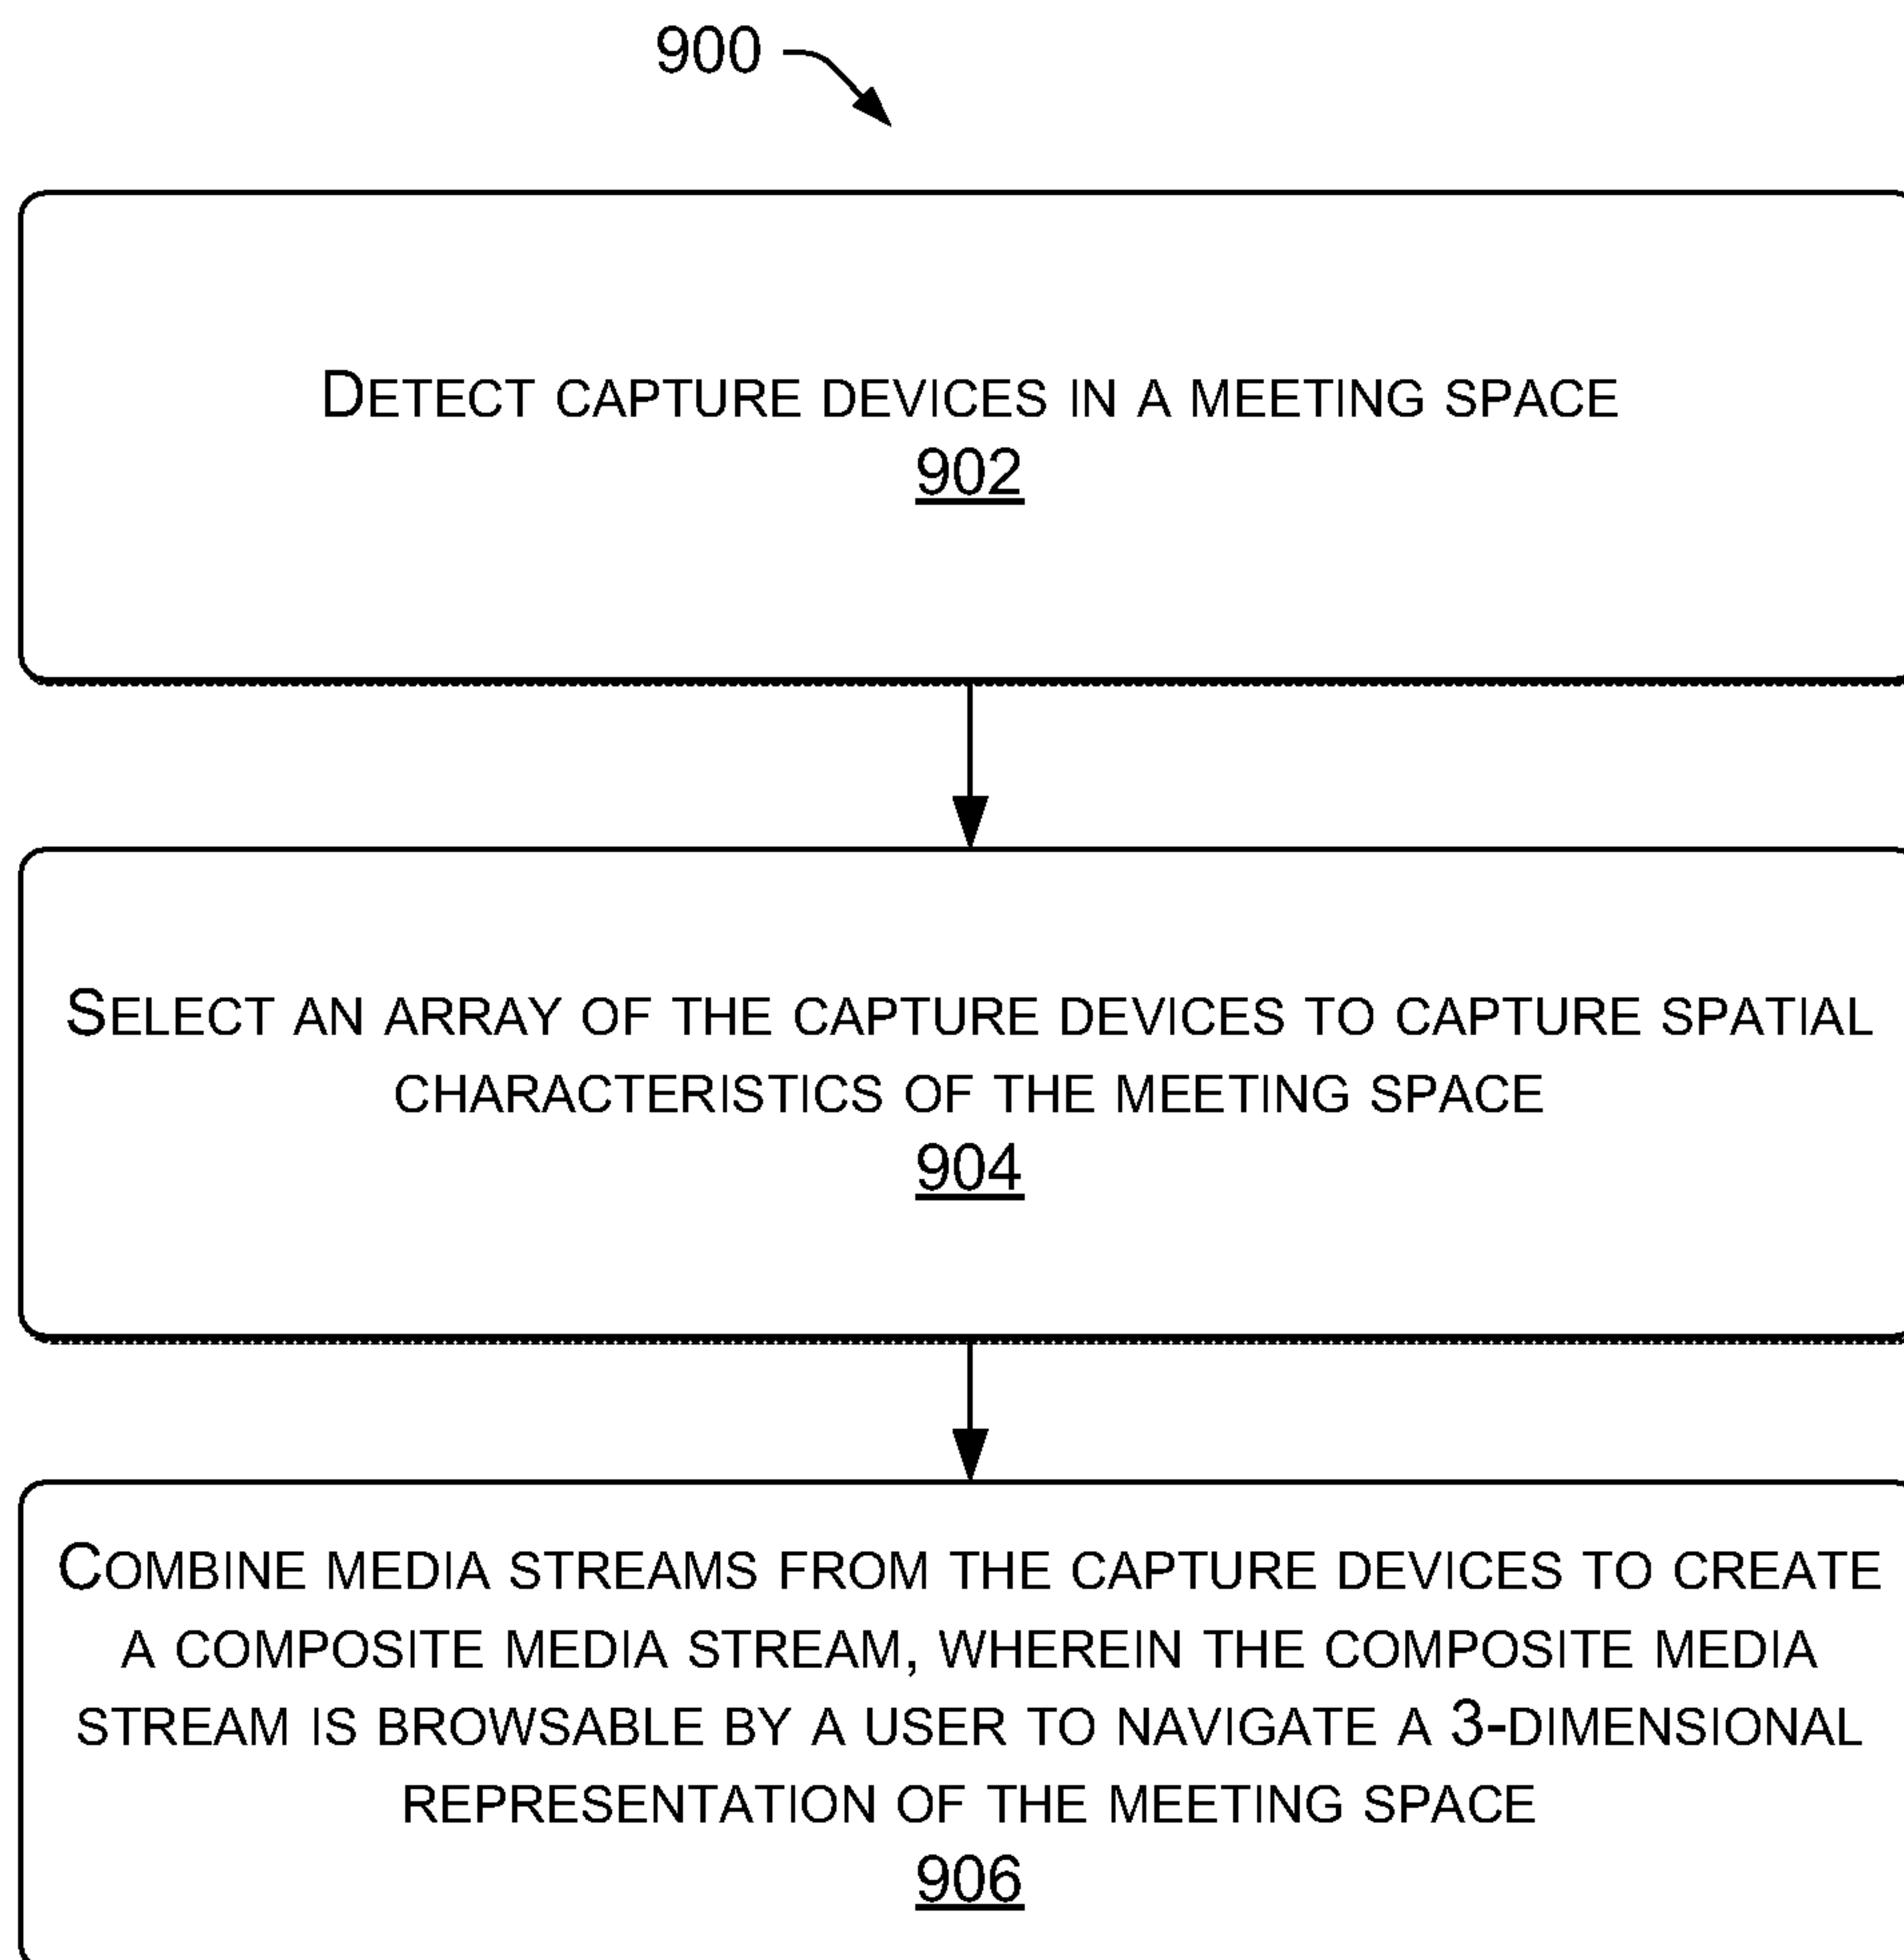 900
DETECT CAPTURE DEVICES IN A MEETING SPACE
902
SELECT AN ARRAY OF THE CAPTURE DEVICES TO CAPTURE SPATIAL
CHARACTERISTICS OF THE MEETING SPACE
904
COMBINE MEDIA STREAMS FROM THE CAPTURE DEVICES TO CREATE
A COMPOSITE MEDIA STREAM, WHEREIN THE COMPOSITE MEDIA
STREAM IS BROWSABLE BY A USER TO NAVIGATE A 3-DIMENSIONAL
REPRESENTATION OF THE MEETING SPACE
906